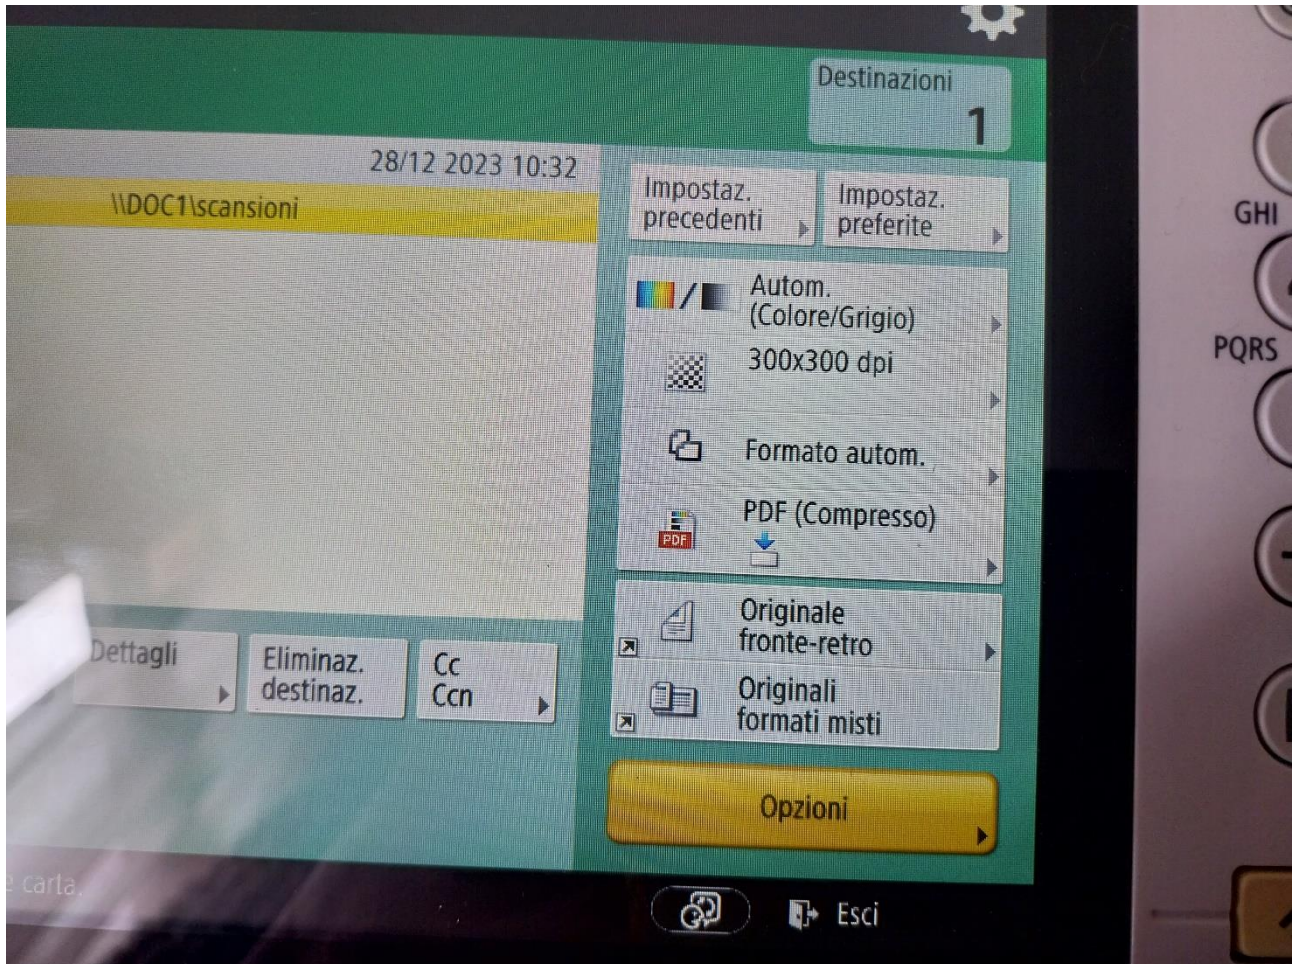 Destinazioni
1
28/12 2023 10:32
\\DOC1\scansioni
Impostaz.
precedenti
Impostaz.
preferite
Autom.
(Colore/Grigio)
300x300 dpi
Formato autom.
PDF (Compresso)
PDF
Originale
fronte-retro
Originali
formati misti
Dettagli
Eliminaz.
destinaz.
Cc
Ccn
Opzioni
e carta.
Esci
GHI
PQRS